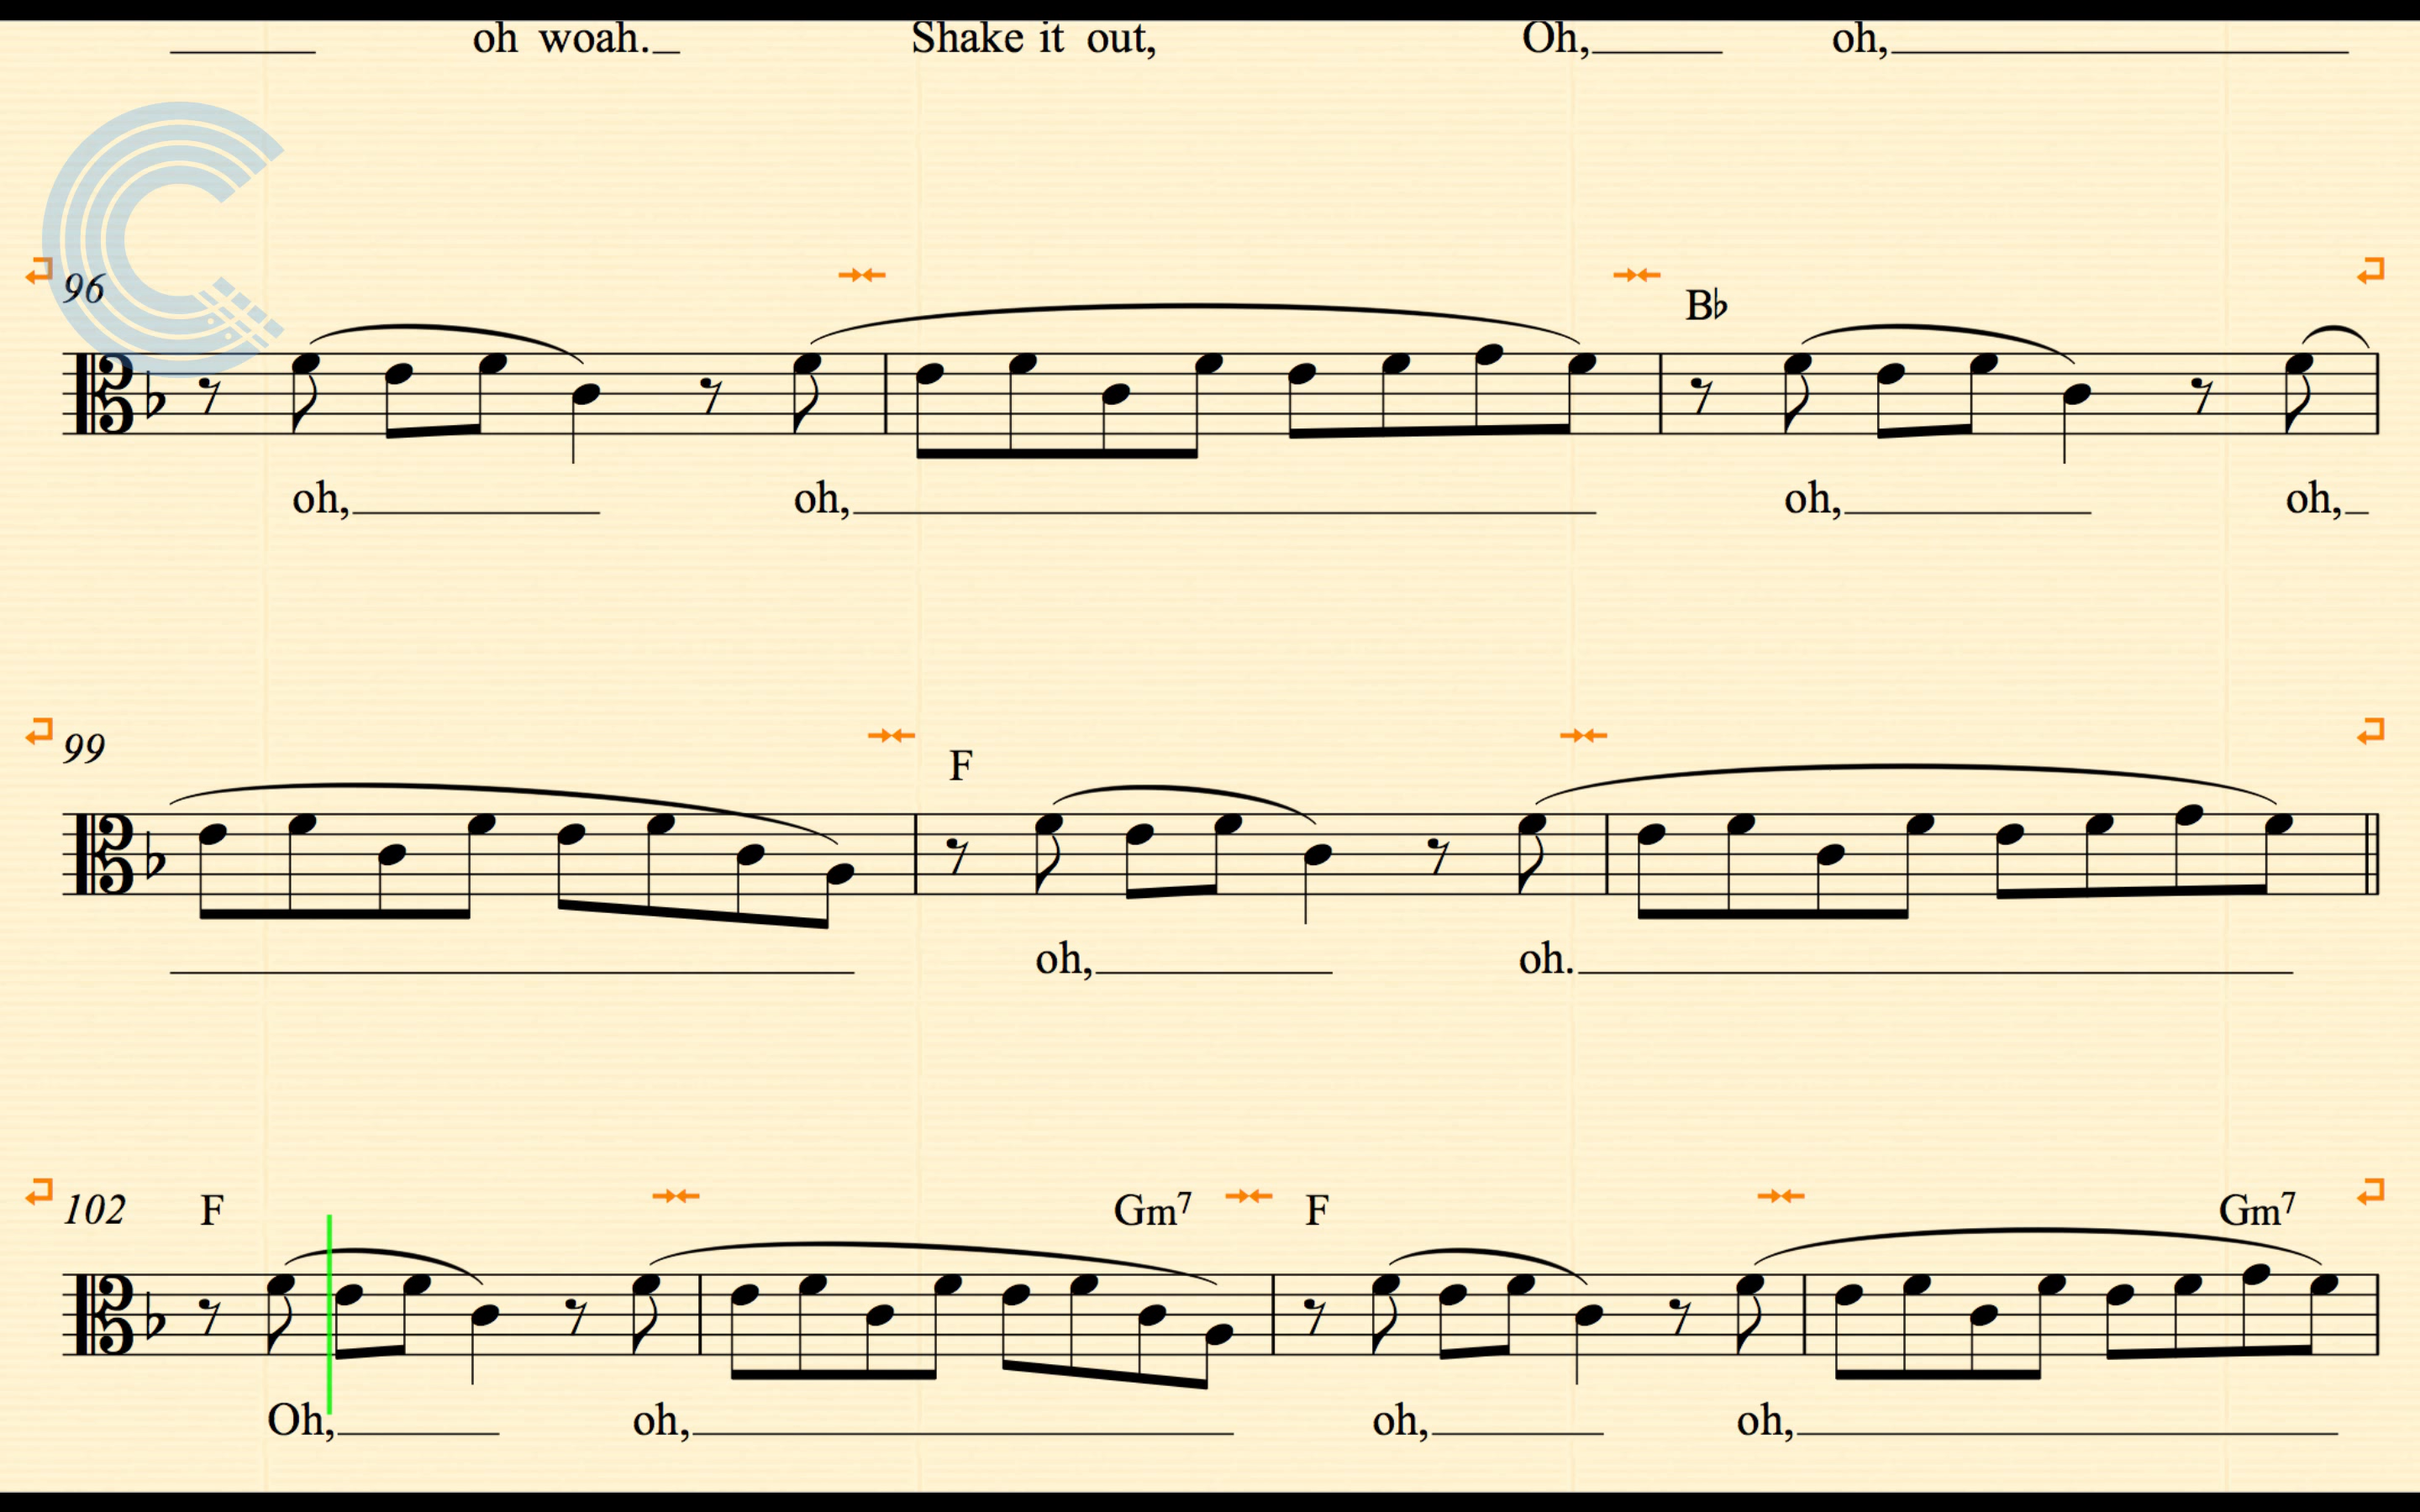 oh woah. Shake it out, Oh, oh,
96 B♭
oh, oh, oh, oh,
99 F
oh, oh.
102 F Gm7 F Gm7
Oh, oh, oh, oh,